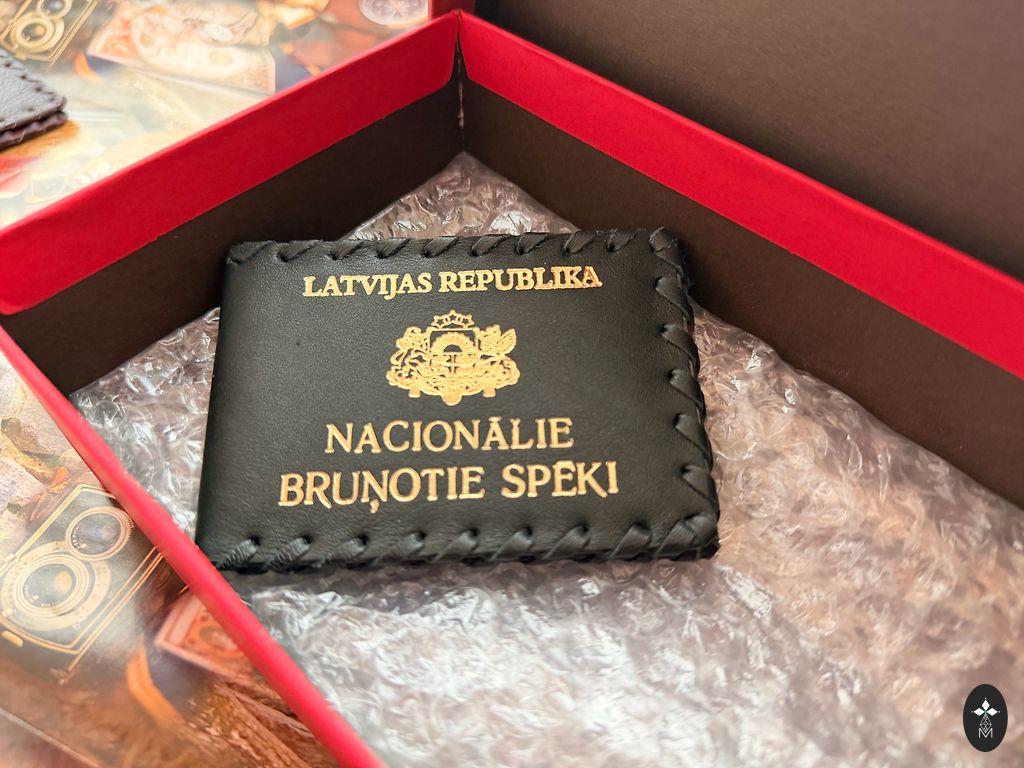 LATVIJAS REPUBLIKA
NACIONĀLIE
BRUŅOTIE SPĒKI
M